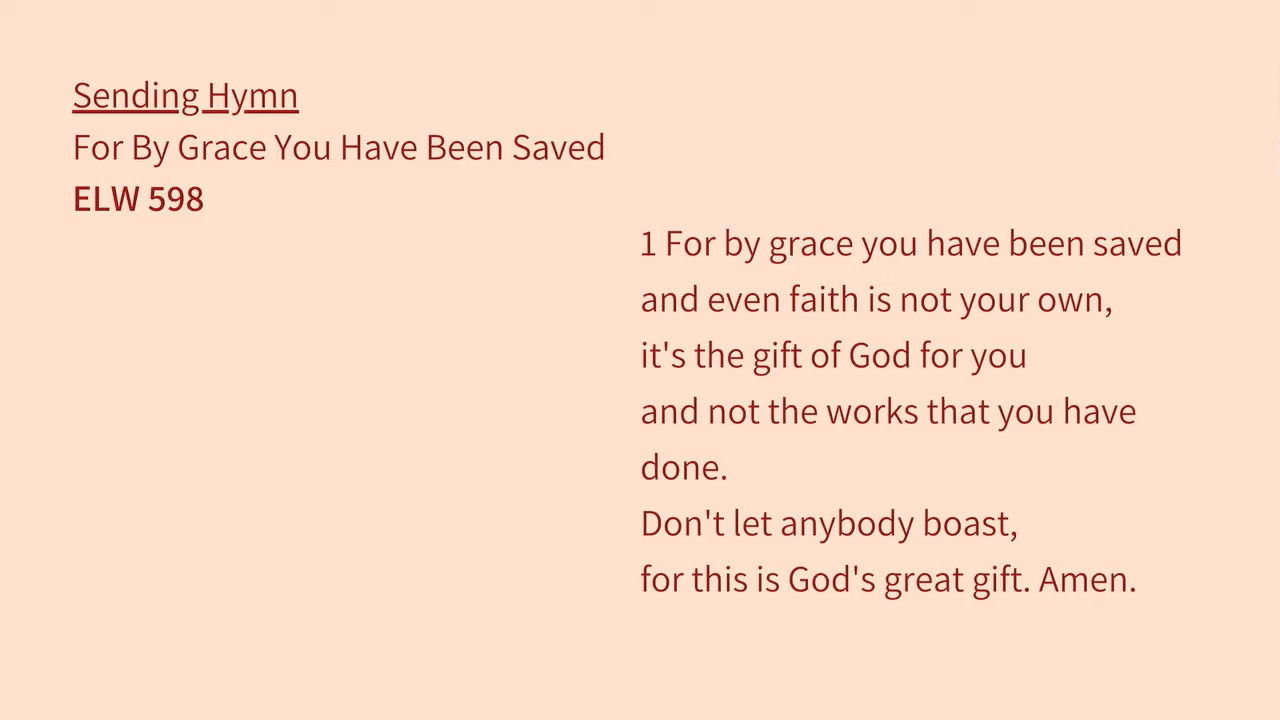 Sending Hymn
For By Grace You Have Been Saved
ELW 598
1 For by grace you have been saved
and even faith is not your own,
it's the gift of God for you
and not the works that you have
done.
Don't let anybody boast,
for this is God's great gift. Amen.